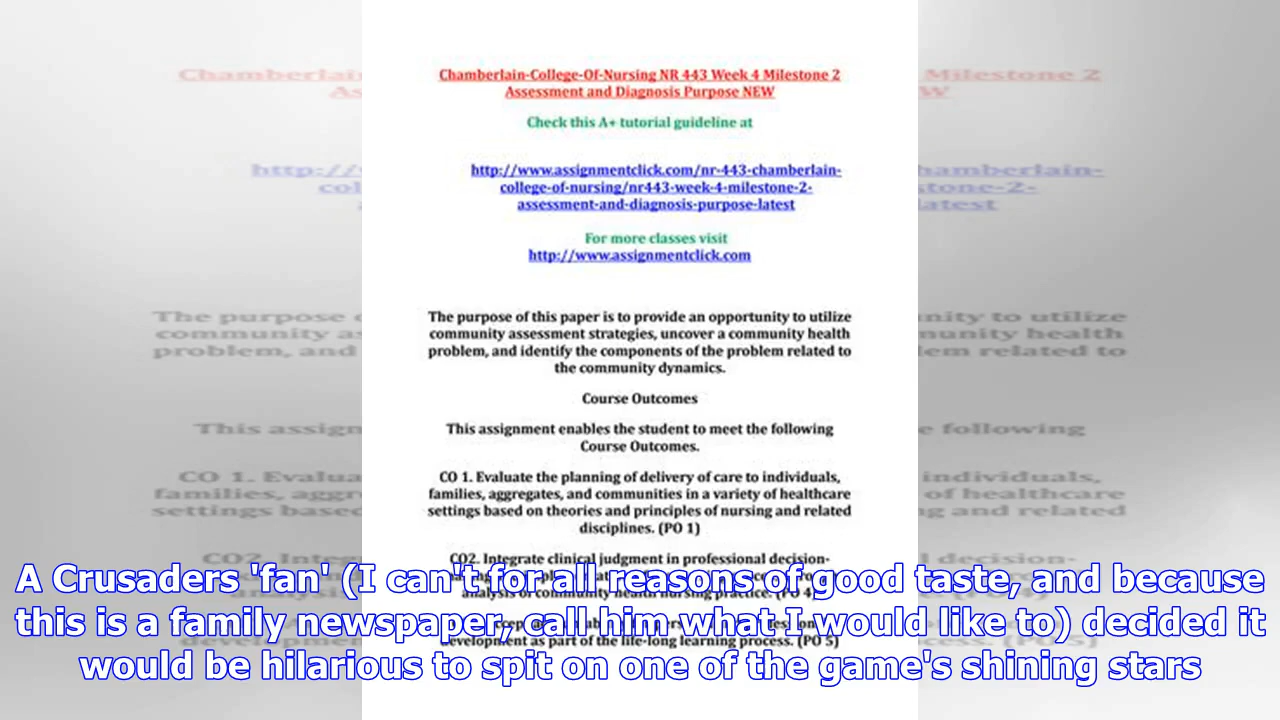 Chamberlain-College-Of-Nursing NR 443 Week 4 Milestone 2
Assessment and Diagnosis Purpose NEW
Check this A+ tutorial guideline at
http://www.assignmentclick.com/nr-443-chamberlain-
college-of-nursing/nr443-week-4-milestone-2-
assessment-and-diagnosis-purpose-latest
For more classes visit
http://www.assignmentclick.com
The purpose of this paper is to provide an opportunity to utilize
community assessment strategies, uncover a community health
problem, and identify the components of the problem related to
the community dynamics.
Course Outcomes
This assignment enables the student to meet the following
Course Outcomes.
CO 1. Evaluate the planning of delivery of care to individuals,
families, aggregates, and communities in a variety of healthcare
settings based on theories and principles of nursing and related
disciplines. (PO 1)
CO2. Integrate clinical judgment in professional decision-
analysis of community health nursing practice. (PO 4)
development as part of the life-long learning process. (PO 5)
A Crusaders 'fan' (I can't for all reasons of good taste, and because
this is a family newspaper, call him what I would like to) decided it
would be hilarious to spit on one of the game's shining stars